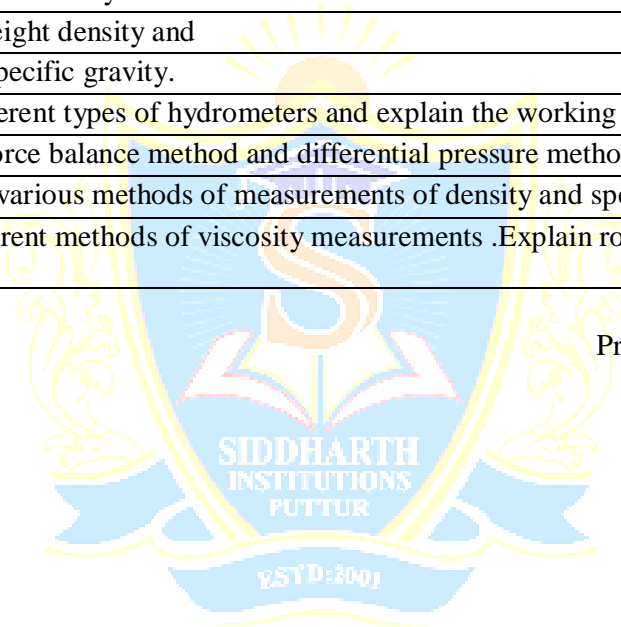 eight density and
pecific gravity.
erent types of hydrometers and explain the working
orce balance method and differential pressure metho
various methods of measurements of density and spe
rent methods of viscosity measurements .Explain ro
Pr
SIDDHARTH
INSTITUTIONS
PUTTUR
ESTD:2001